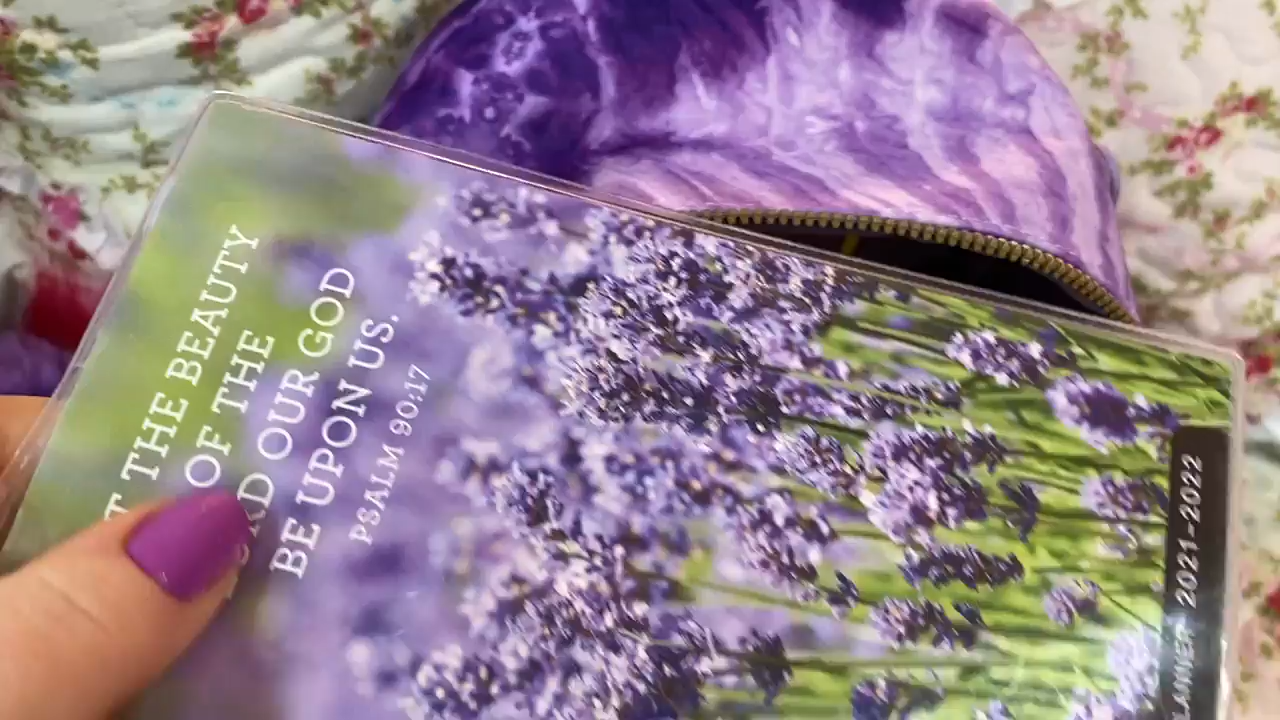 THE BEAUTY
OF THE
OUR GOD
BE UPON US.
PSALM 90:17
2021-2022